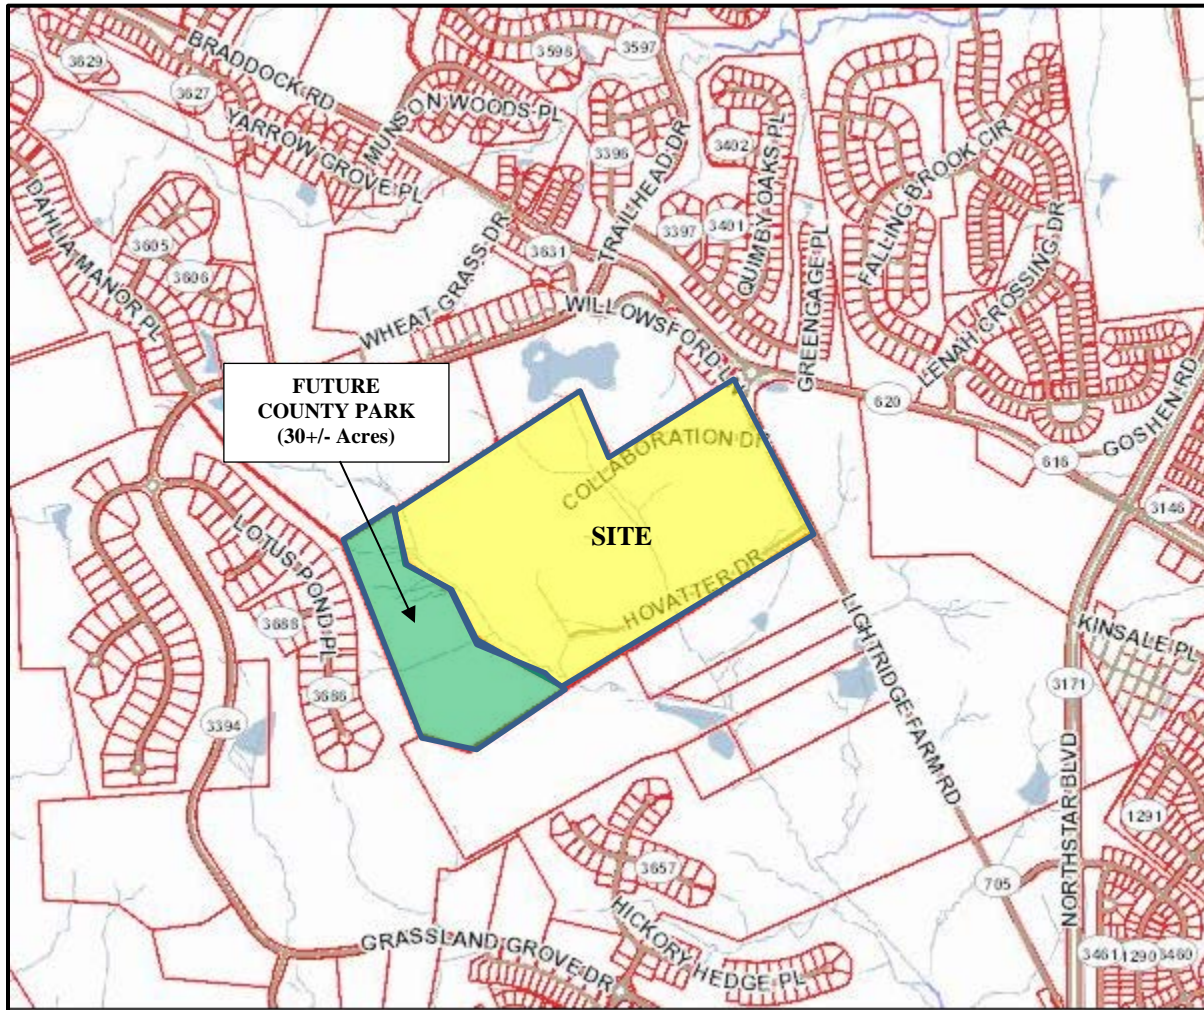 BRADDOCK RD
3598
3597
3629
3627
MUNSON WOODS PL
YARROW GROVE PL
3396
TRAILHEAD DR
3402
QUIMBY OAKS PL
FALLING BROOK CIR
DAHLIA MANOR PL
3605
3606
WHEAT GRASS DR
3631
3397
3401
GREENGAGE PL
LENAH CROSSING DR
WILLOWSFORD
620
GOSHEN RD
616
3146
FUTURE
COUNTY PARK
(30+/- Acres)
COLLABORATION DR
SITE
HOVATTER DR
LOTUS POND PL
3688
3686
3394
LIGHTRIDGE FARM RD
KINSALE PL
3171
NORTHSTAR BLVD
1291
3657
705
HICKORY HEDGE PL
GRASSLAND GROVE DR
3461
1290
3460